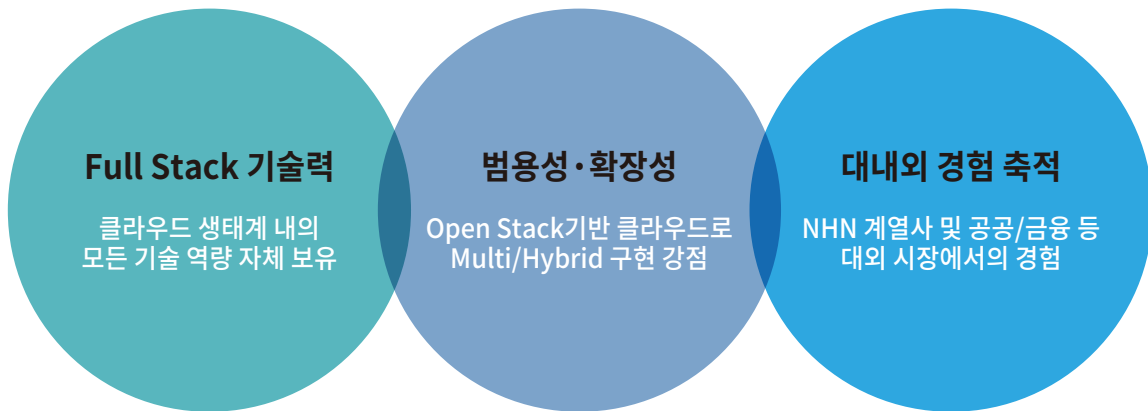 Full Stack 기술력
클라우드 생태계 내의
모든 기술 역량 자체 보유
범용성·확장성
Open Stack기반 클라우드로
Multi/Hybrid 구현 강점
대내외 경험 축적
NHN 계열사 및 공공/금융 등
대외 시장에서의 경험